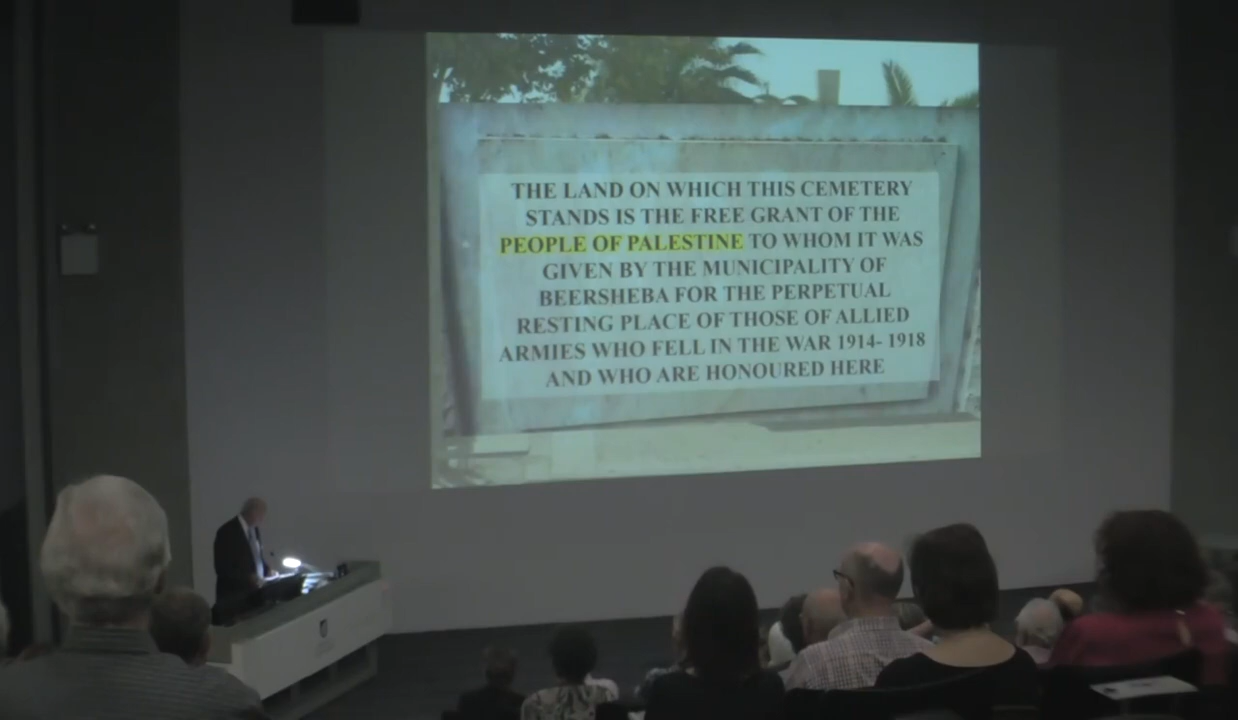 THE LAND ON WHICH THIS CEMETERY
STANDS IS THE FREE GRANT OF THE
PEOPLE OF PALESTINE TO WHOM IT WAS
GIVEN BY THE MUNICIPALITY OF
BEERSHEBA FOR THE PERPETUAL
RESTING PLACE OF THOSE OF ALLIED
ARMIES WHO FELL IN THE WAR 1914- 1918
AND WHO ARE HONOURED HERE